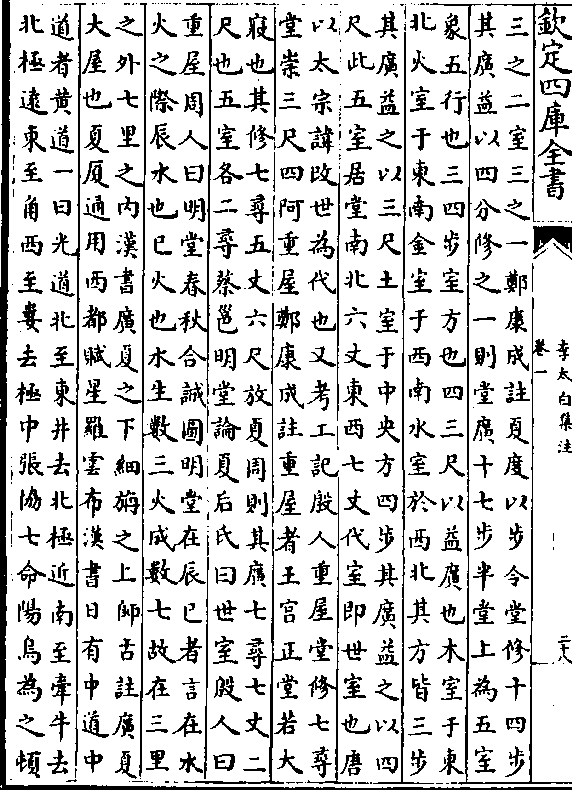 欽定四庫全書
李太白集注
卷一
二十八
三之二室三之一鄭康成註夏度以步令堂修十四步
其廣益以四分修之一則堂廣十七步半堂上為五室
象五行也三四步室方也四三尺以益廣也木室于東
北火室于東南金室于西南水室於西北其方皆三步
其廣益之以三尺土室于中央方四步其廣益之以四
尺此五室居堂南北六丈東西七丈代室即世室也唐
以太宗諱改世為代也又考工記殷人重屋堂修七尋
堂崇三尺四阿重屋鄭康成註重屋者王宫正堂若大
寢也其修七尋五丈六尺放夏周則其廣七尋七丈二
尺也五室各二尋蔡邕明堂論夏后氏曰世室殷人曰
重屋周人曰明堂春秋合誠圖明堂在辰巳者言在水
火之際辰水也巳火也水生數三火成數七故在三里
之外七里之内漢書廣夏之下細旃之上師古註廣夏
大屋也夏厦通用西都賦星羅雲布漢書日有中道中
道者黄道一曰光道北至東井去北極近南至牽牛去
北極遠東至角西至婁去極中張協七命陽烏為之頓